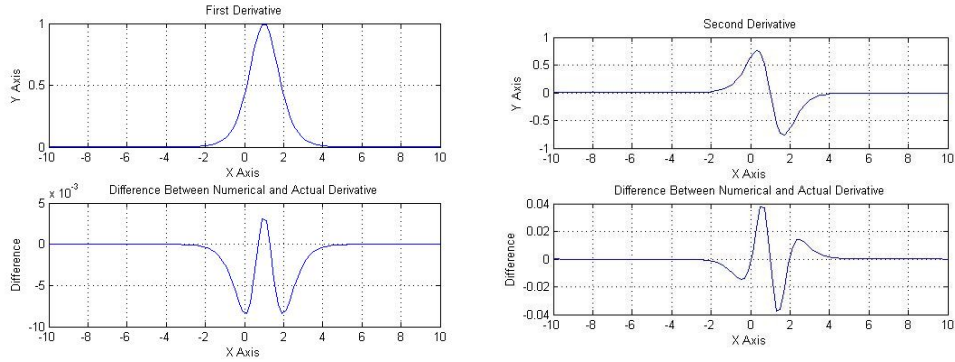 First Derivative
1
0.5
0
Y Axis
-10 -8 -6 -4 -2 0 2 4 6 8 10
X Axis
Difference Between Numerical and Actual Derivative
x 10^-3
5
0
-5
-10
Difference
-10 -8 -6 -4 -2 0 2 4 6 8 10
X Axis
Second Derivative
1
0.5
0
-0.5
-1
Y Axis
-10 -8 -6 -4 -2 0 2 4 6 8 10
X Axis
Difference Between Numerical and Actual Derivative
0.04
0.02
0
-0.02
-0.04
Difference
-10 -8 -6 -4 -2 0 2 4 6 8 10
X Axis